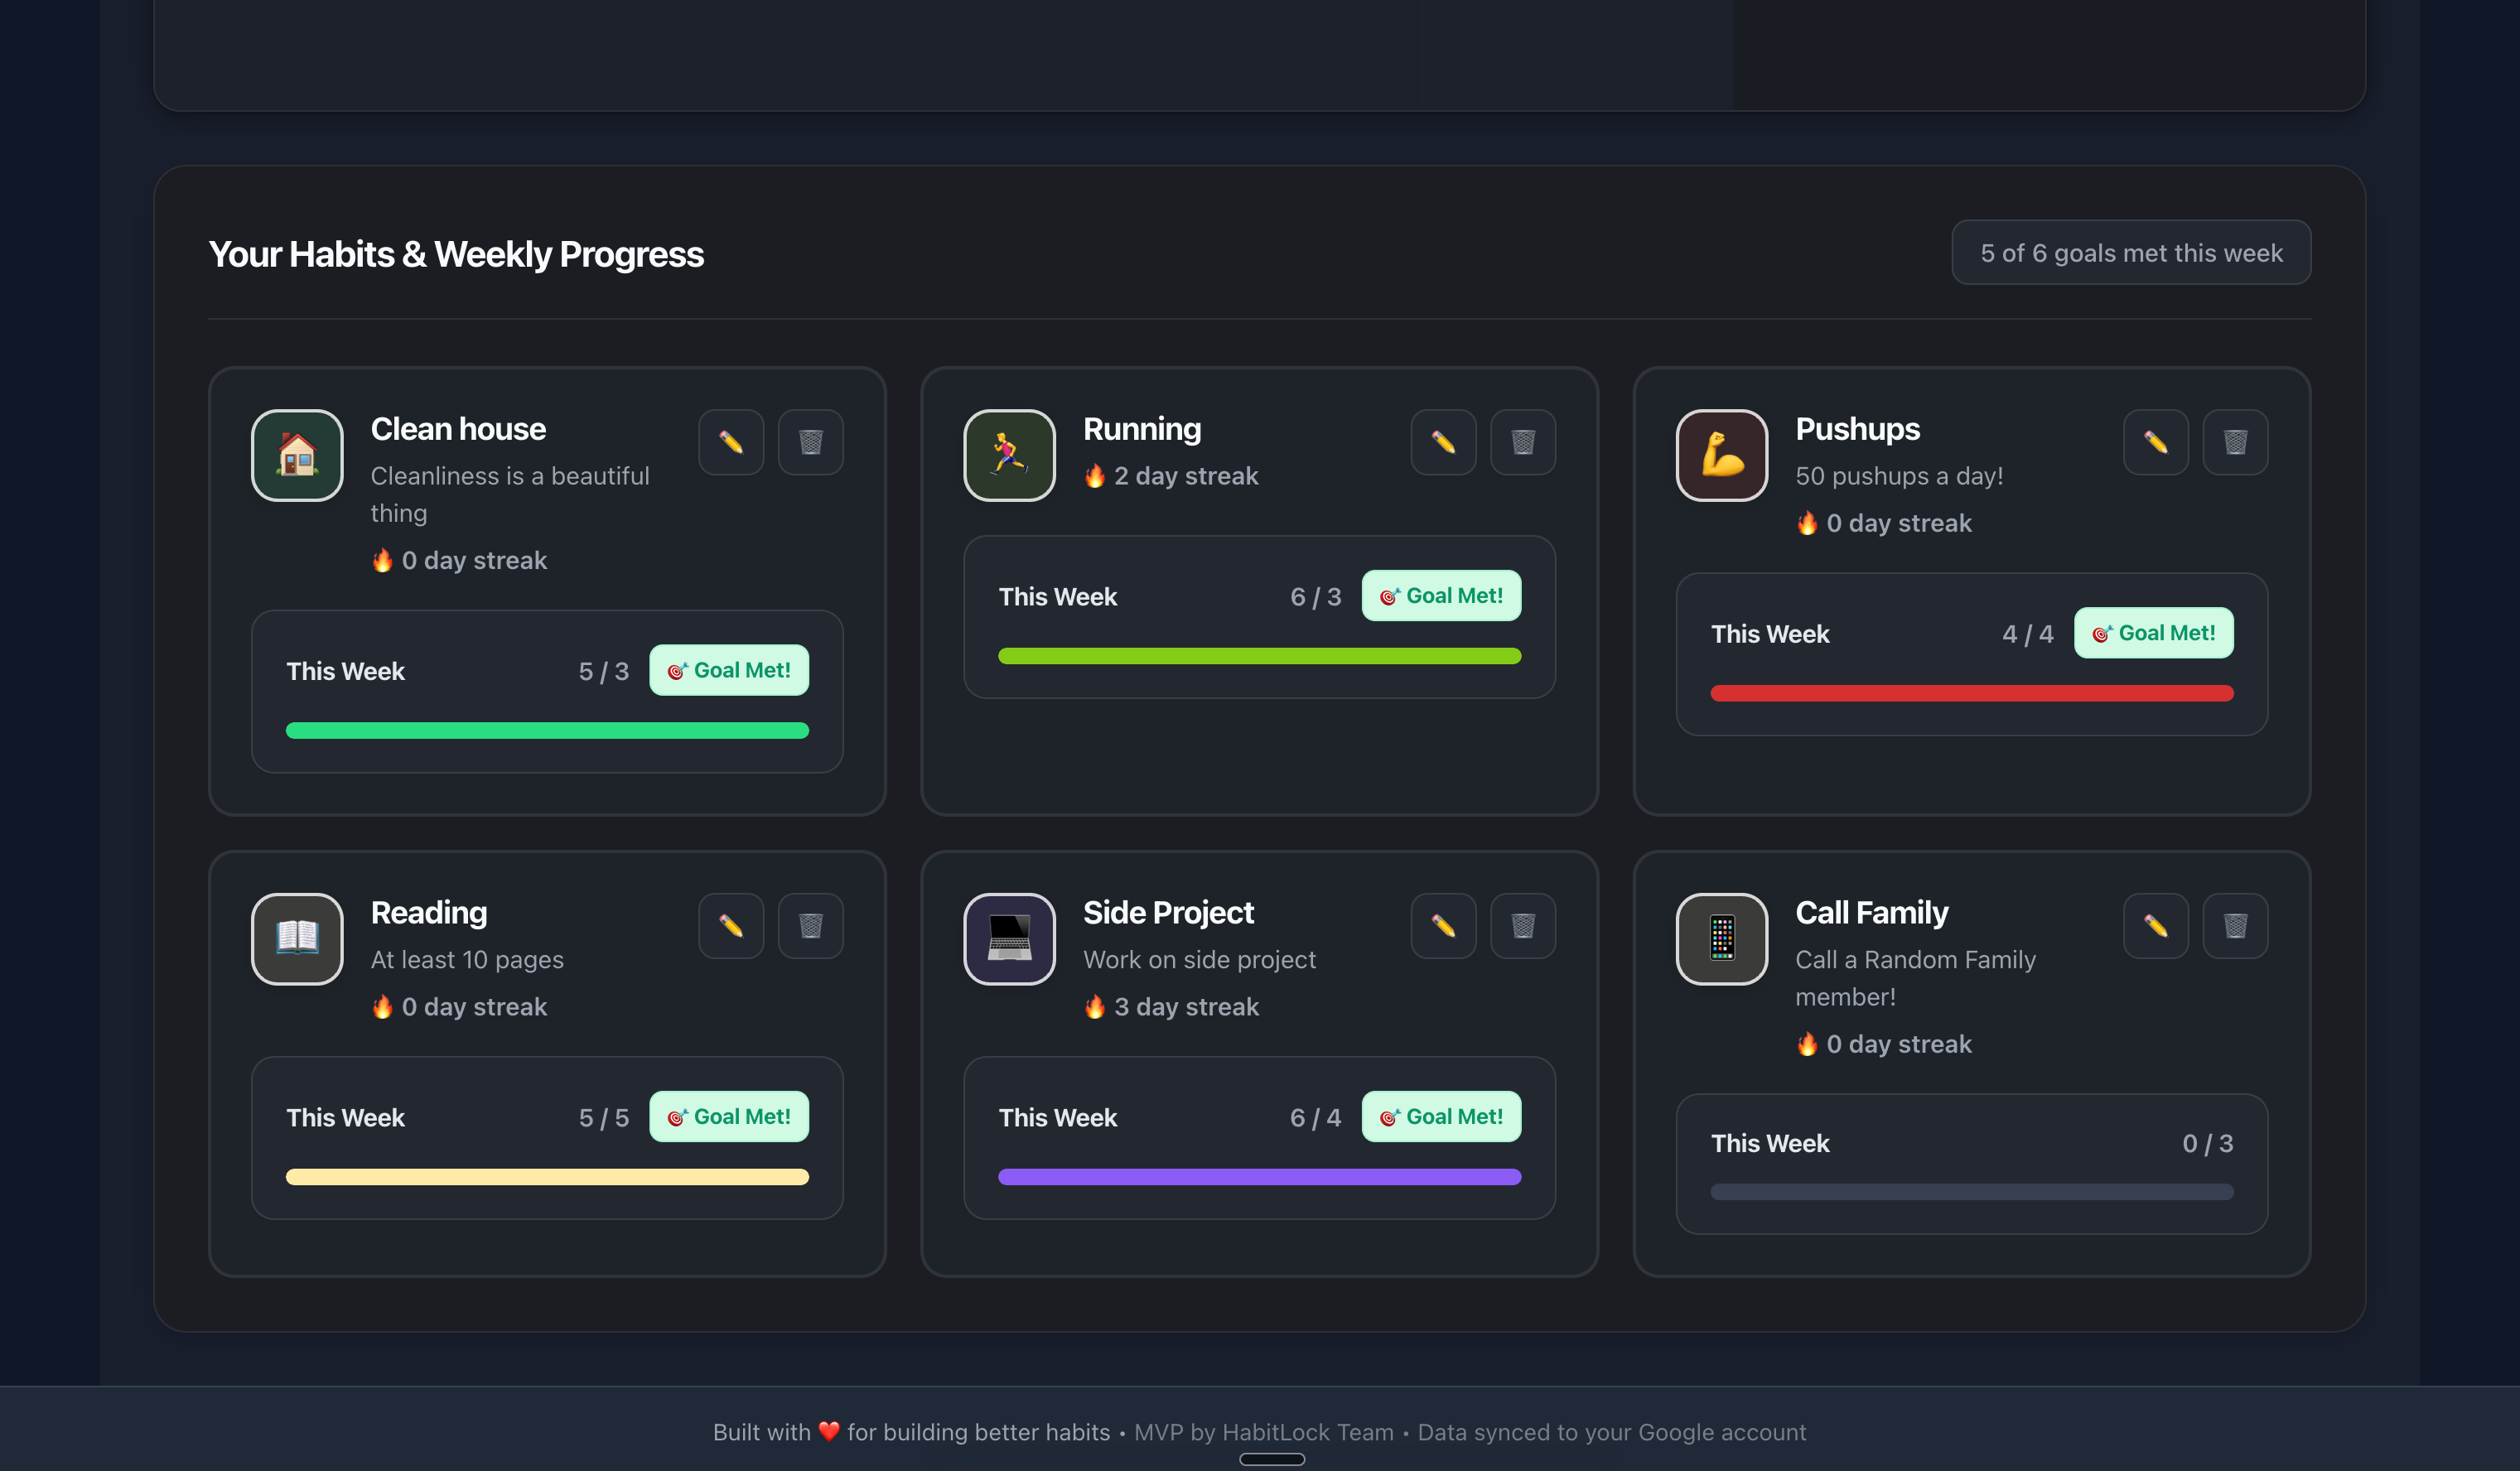 Your Habits & Weekly Progress
5 of 6 goals met this week
Clean house
Cleanliness is a beautiful
thing
🔥 0 day streak
This Week
5 / 3
🎯 Goal Met!
Running
🔥 2 day streak
This Week
6 / 3
🎯 Goal Met!
Pushups
50 pushups a day!
🔥 0 day streak
This Week
4 / 4
🎯 Goal Met!
Reading
At least 10 pages
🔥 0 day streak
This Week
5 / 5
🎯 Goal Met!
Side Project
Work on side project
🔥 3 day streak
This Week
6 / 4
🎯 Goal Met!
Call Family
Call a Random Family
member!
🔥 0 day streak
This Week
0 / 3
Built with ❤️ for building better habits • MVP by HabitLock Team • Data synced to your Google account